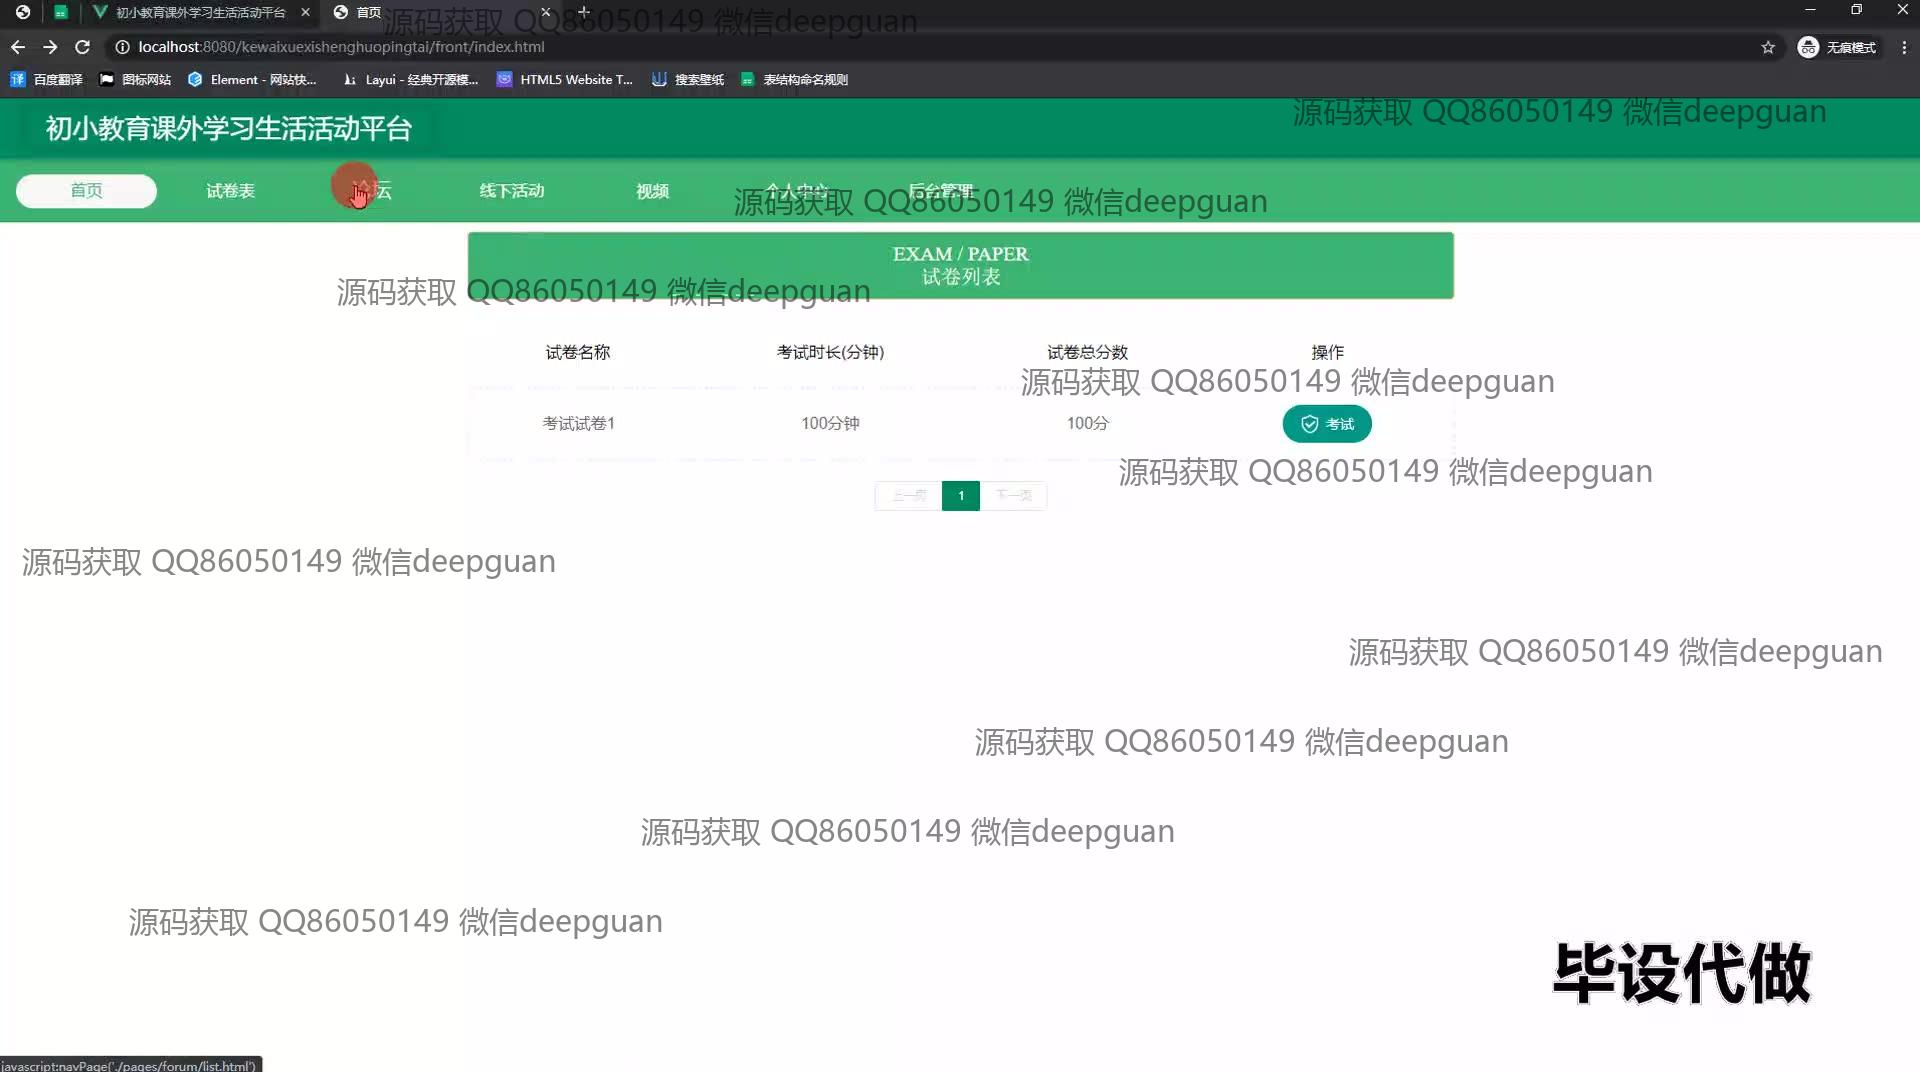 初小教育课外学习生活活动平台
首页
源码获取 QQ86050149 微信deepguan
localhost:8080/kewaixuexishenghuopingtai/front/index.html
无痕模式
百度翻译
图标网站
Element - 网站快...
Layui - 经典开源模...
HTML5 Website T...
搜索壁纸
表结构命名规则
源码获取 QQ86050149 微信deepguan
初小教育课外学习生活活动平台
首页
试卷表
论坛
线下活动
视频
个人中心
后台管理
源码获取 QQ86050149 微信deepguan
EXAM / PAPER
试卷列表
源码获取 QQ86050149 微信deepguan
试卷名称
考试时长(分钟)
试卷总分数
操作
源码获取 QQ86050149 微信deepguan
考试试卷1
100分钟
100分
考试
源码获取 QQ86050149 微信deepguan
上一页
1
下一页
源码获取 QQ86050149 微信deepguan
源码获取 QQ86050149 微信deepguan
源码获取 QQ86050149 微信deepguan
源码获取 QQ86050149 微信deepguan
源码获取 QQ86050149 微信deepguan
毕设代做
javascript:navPage('./pages/forum/list.html')